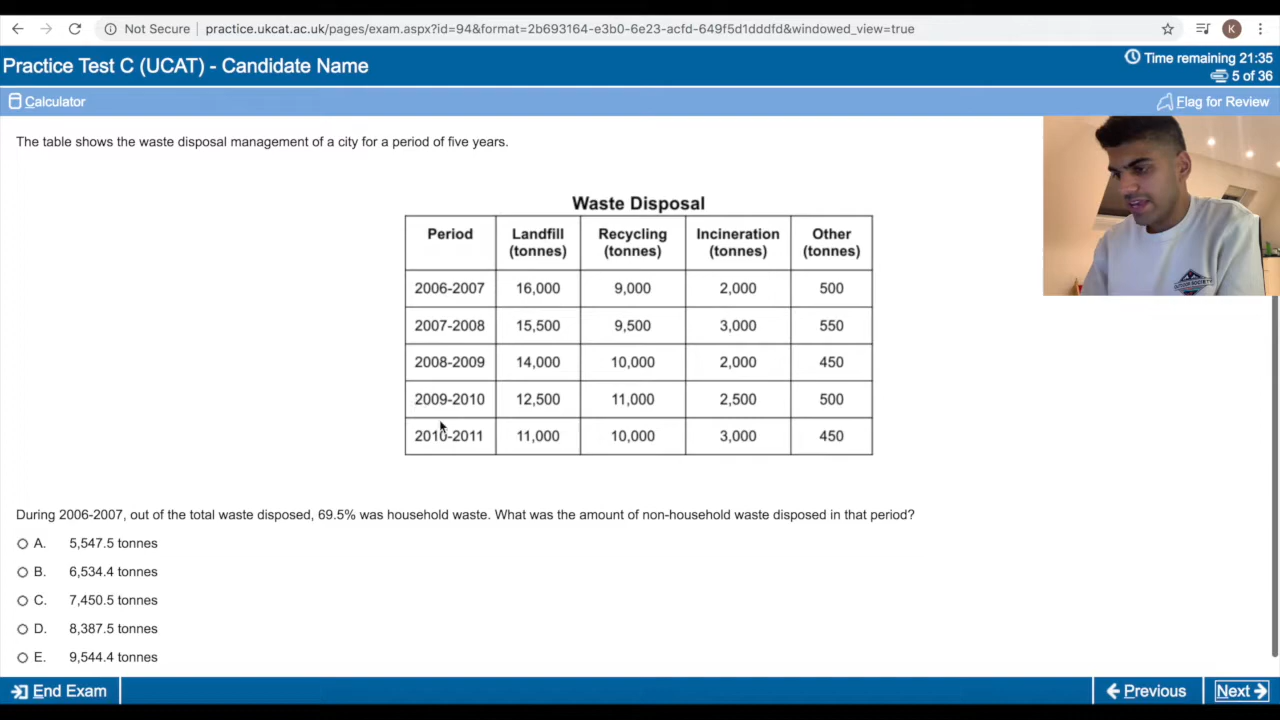 Not Secure practice.ukcat.ac.uk/pages/exam.aspx?id=94&format=2b693164-e3b0-6e23-acfd-649f5d1dddfd&windowed_view=true K
Practice Test C (UCAT) - Candidate Name
Time remaining 21:35
5 of 36
Calculator
Flag for Review
The table shows the waste disposal management of a city for a period of five years.
Waste Disposal
Period Landfill (tonnes) Recycling (tonnes) Incineration (tonnes) Other (tonnes)
2006-2007 16,000 9,000 2,000 500
2007-2008 15,500 9,500 3,000 550
2008-2009 14,000 10,000 2,000 450
2009-2010 12,500 11,000 2,500 500
2010-2011 11,000 10,000 3,000 450
During 2006-2007, out of the total waste disposed, 69.5% was household waste. What was the amount of non-household waste disposed in that period?
A. 5,547.5 tonnes
B. 6,534.4 tonnes
C. 7,450.5 tonnes
D. 8,387.5 tonnes
E. 9,544.4 tonnes
End Exam
Previous
Next